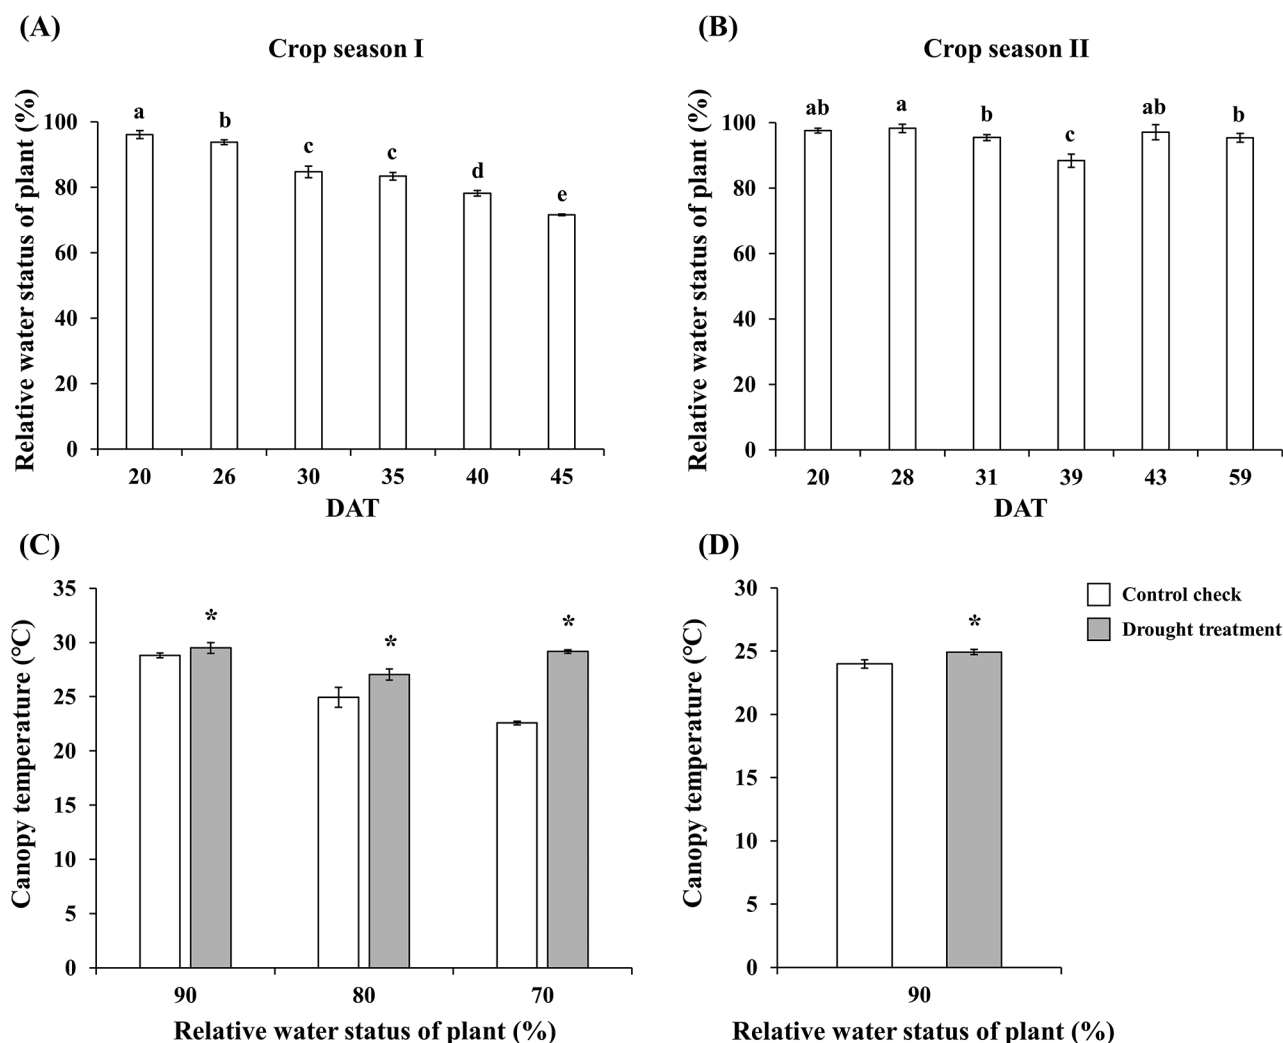 (A)
Crop season I
Relative water status of plant (%)
100
80
60
40
20
0
a
b
c
c
d
e
20 26 30 35 40 45
DAT
(B)
Crop season II
Relative water status of plant (%)
100
80
60
40
20
0
ab
a
b
c
ab
b
20 28 31 39 43 59
DAT
(C)
Canopy temperature (°C)
35
30
25
20
15
10
5
0
*
*
*
90 80 70
Relative water status of plant (%)
(D)
Canopy temperature (°C)
30
25
20
15
10
5
0
*
90
Relative water status of plant (%)
Control check
Drought treatment